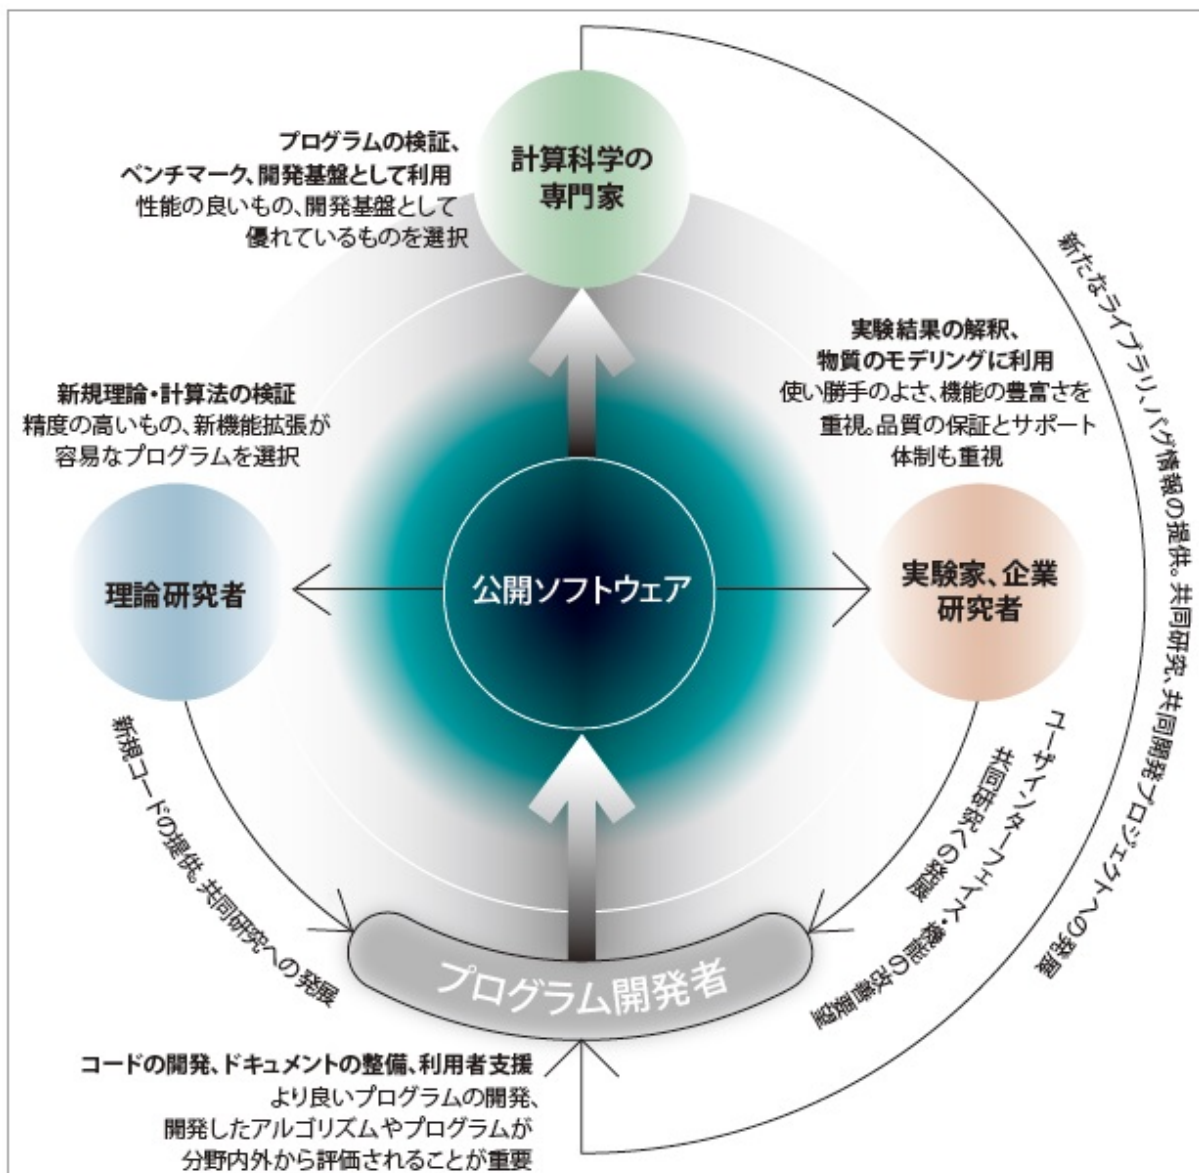 プログラムの検証、
ベンチマーク、開発基盤として利用
性能の良いもの、開発基盤として
優れているものを選択
計算科学の
専門家
新規理論・計算法の検証
精度の高いもの、新機能拡張が
容易なプログラムを選択
実験結果の解釈、
物質のモデリングに利用
使い勝手のよさ、機能の豊富さを
重視。品質の保証とサポート
体制も重視
理論研究者
公開ソフトウェア
実験家、企業
研究者
新たなライブラリ、バグ情報の提供。共同研究、共同開発プロジェクトへの発展
新規コードの提供。共同研究への発展
ユーザインターフェイス・機能の改善要望
共同研究への発展
プログラム開発者
コードの開発、ドキュメントの整備、利用者支援
より良いプログラムの開発、
開発したアルゴリズムやプログラムが
分野内外から評価されることが重要